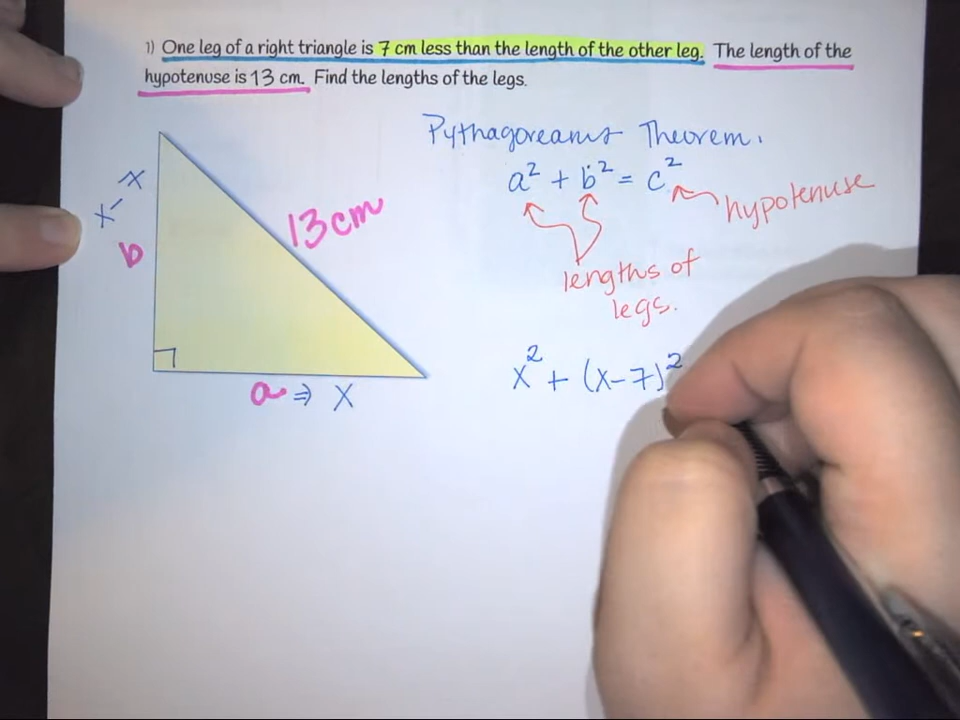 1) One leg of a right triangle is 7 cm less than the length of the other leg. The length of the
hypotenuse is 13 cm. Find the lengths of the legs.
Pythagoreans Theorem.
a² + b² = c²
hypotenuse
lengths of
legs.
x-7
b
13cm
a ⇒ X
x² + (x-7)²